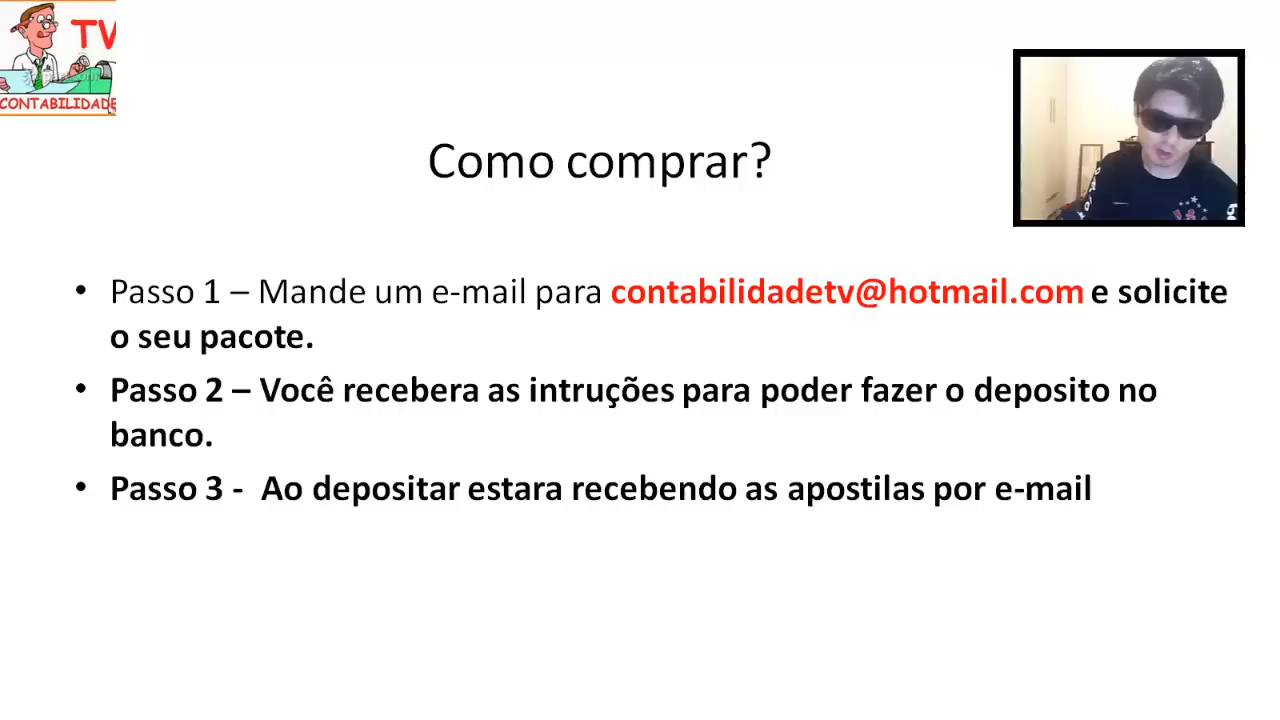 TV
CONTABILIDADE
Como comprar?
• Passo 1 – Mande um e-mail para contabilidadetv@hotmail.com e solicite
o seu pacote.
• Passo 2 – Você recebera as intruções para poder fazer o deposito no
banco.
• Passo 3 - Ao depositar estara recebendo as apostilas por e-mail